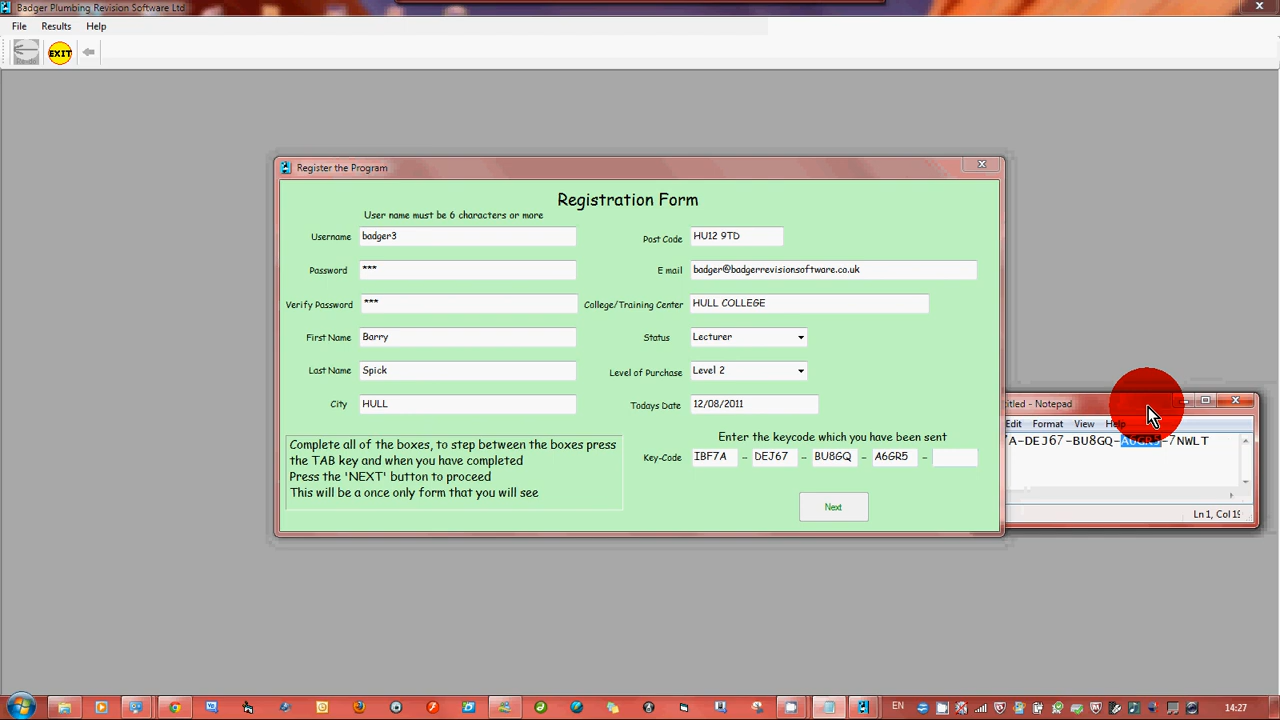 Badger Plumbing Revision Software Ltd
File Results Help
EXIT
Register the Program
Registration Form
User name must be 6 characters or more
Username badger3
Password ***
Verify Password ***
First Name Barry
Last Name Spick
City HULL
Post Code HU12 9TD
E mail badger@badgerrevisionsoftware.co.uk
College/Training Center HULL COLLEGE
Status Lecturer
Level of Purchase Level 2
Todays Date 12/08/2011
Complete all of the boxes, to step between the boxes press
the TAB key and when you have completed
Press the 'NEXT' button to proceed
This will be a once only form that you will see
Enter the keycode which you have been sent
Key-Code IBF7A -- DEJ67 -- BU8GQ -- A6GR5 --
Next
titled - Notepad
Edit Format View Help
7A-DEJ67-BU8GQ-A6GR5-7NWLT
Ln 1, Col 19
EN
14:27